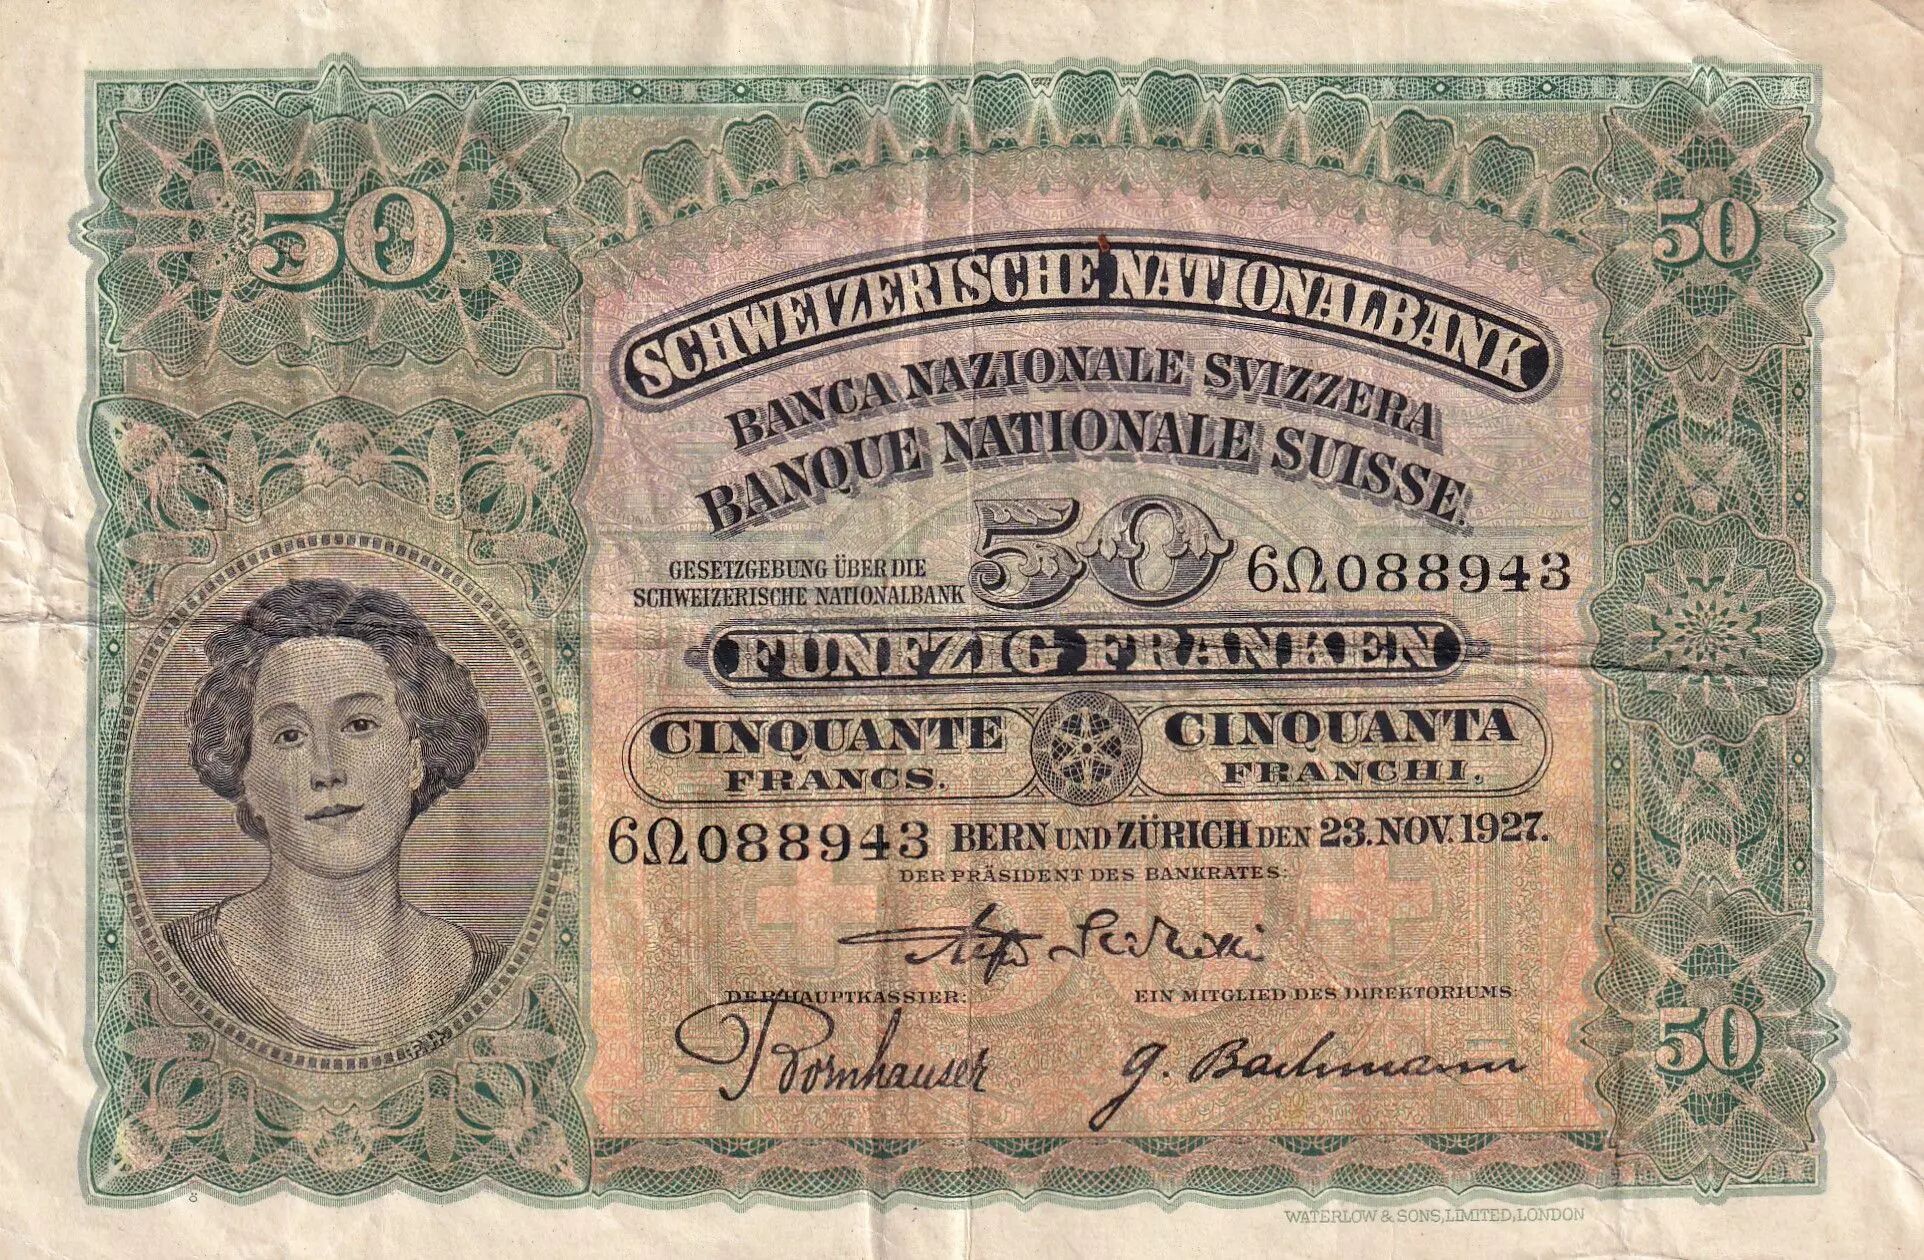 50
50
SCHWEIZERISCHE NATIONALBANK
BANCA NAZIONALE SVIZZERA
BANQUE NATIONALE SUISSE.
GESETZGEBUNG ÜBER DIE
SCHWEIZERISCHE NATIONALBANK
50
6Ω088943
FÜNFZIG FRANKEN
CINQUANTE
FRANCS.
CINQUANTA
FRANCHI.
6Ω088943 BERN UND ZÜRICH DEN 23. NOV. 1927.
DER PRÄSIDENT DES BANKRATES:
DER HAUPTKASSIER:
EIN MITGLIED DES DIREKTORIUMS:
Bornhauser
G. Bachmann
50
WATERLOW & SONS, LIMITED, LONDON